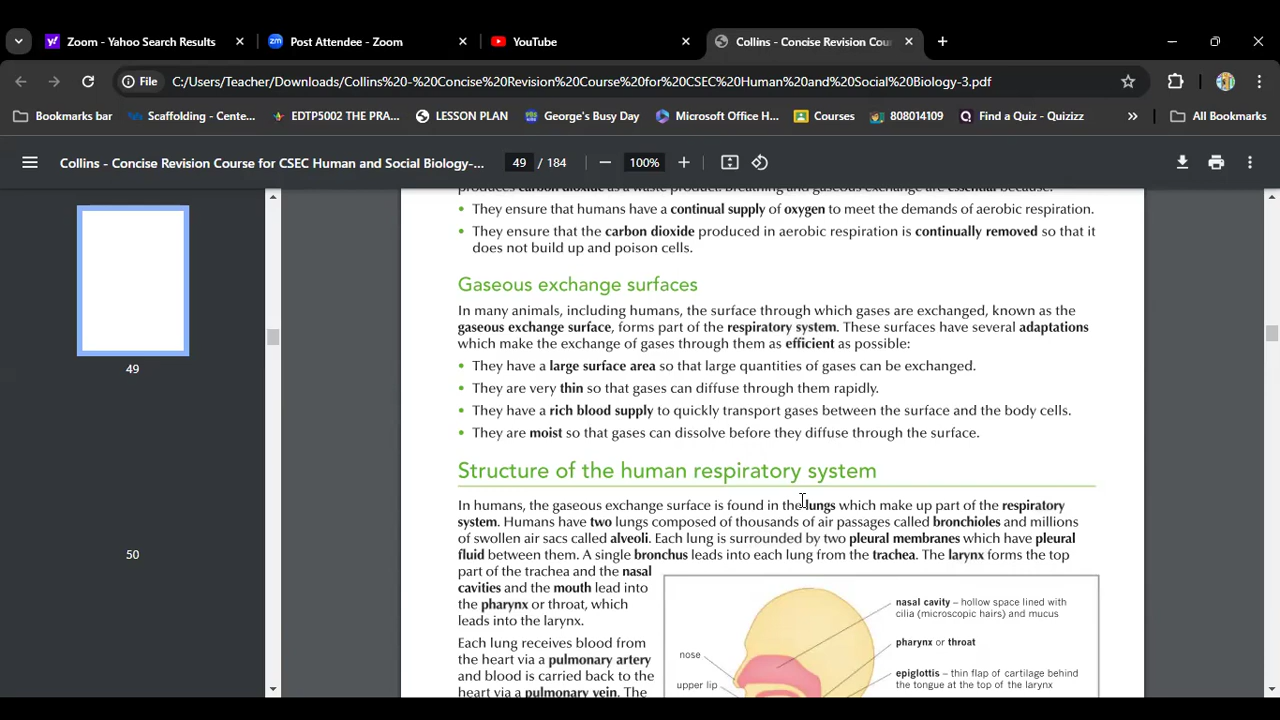 Zoom - Yahoo Search Results
Post Attendee - Zoom
YouTube
Collins - Concise Revision Cou
File
C:/Users/Teacher/Downloads/Collins%20-%20Concise%20Revision%20Course%20for%20CSEC%20Human%20and%20Social%20Biology-3.pdf
Bookmarks bar
Scaffolding - Cente...
EDTP5002 THE PRA...
LESSON PLAN
George's Busy Day
Microsoft Office H...
Courses
808014109
Find a Quiz - Quizizz
All Bookmarks
Collins - Concise Revision Course for CSEC Human and Social Biology-...
49 / 184
100%
49
50
produces carbon dioxide as a waste product. Breathing and gaseous exchange are essential because:
• They ensure that humans have a continual supply of oxygen to meet the demands of aerobic respiration.
• They ensure that the carbon dioxide produced in aerobic respiration is continually removed so that it
does not build up and poison cells.
Gaseous exchange surfaces
In many animals, including humans, the surface through which gases are exchanged, known as the
gaseous exchange surface, forms part of the respiratory system. These surfaces have several adaptations
which make the exchange of gases through them as efficient as possible:
• They have a large surface area so that large quantities of gases can be exchanged.
• They are very thin so that gases can diffuse through them rapidly.
• They have a rich blood supply to quickly transport gases between the surface and the body cells.
• They are moist so that gases can dissolve before they diffuse through the surface.
Structure of the human respiratory system
In humans, the gaseous exchange surface is found in the lungs which make up part of the respiratory
system. Humans have two lungs composed of thousands of air passages called bronchioles and millions
of swollen air sacs called alveoli. Each lung is surrounded by two pleural membranes which have pleural
fluid between them. A single bronchus leads into each lung from the trachea. The larynx forms the top
part of the trachea and the nasal
cavities and the mouth lead into
the pharynx or throat, which
leads into the larynx.
Each lung receives blood from
the heart via a pulmonary artery
and blood is carried back to the
heart via a pulmonary vein. The
nasal cavity – hollow space lined with
cilia (microscopic hairs) and mucus
pharynx or throat
nose
epiglottis – thin flap of cartilage behind
the tongue at the top of the larynx
upper lip